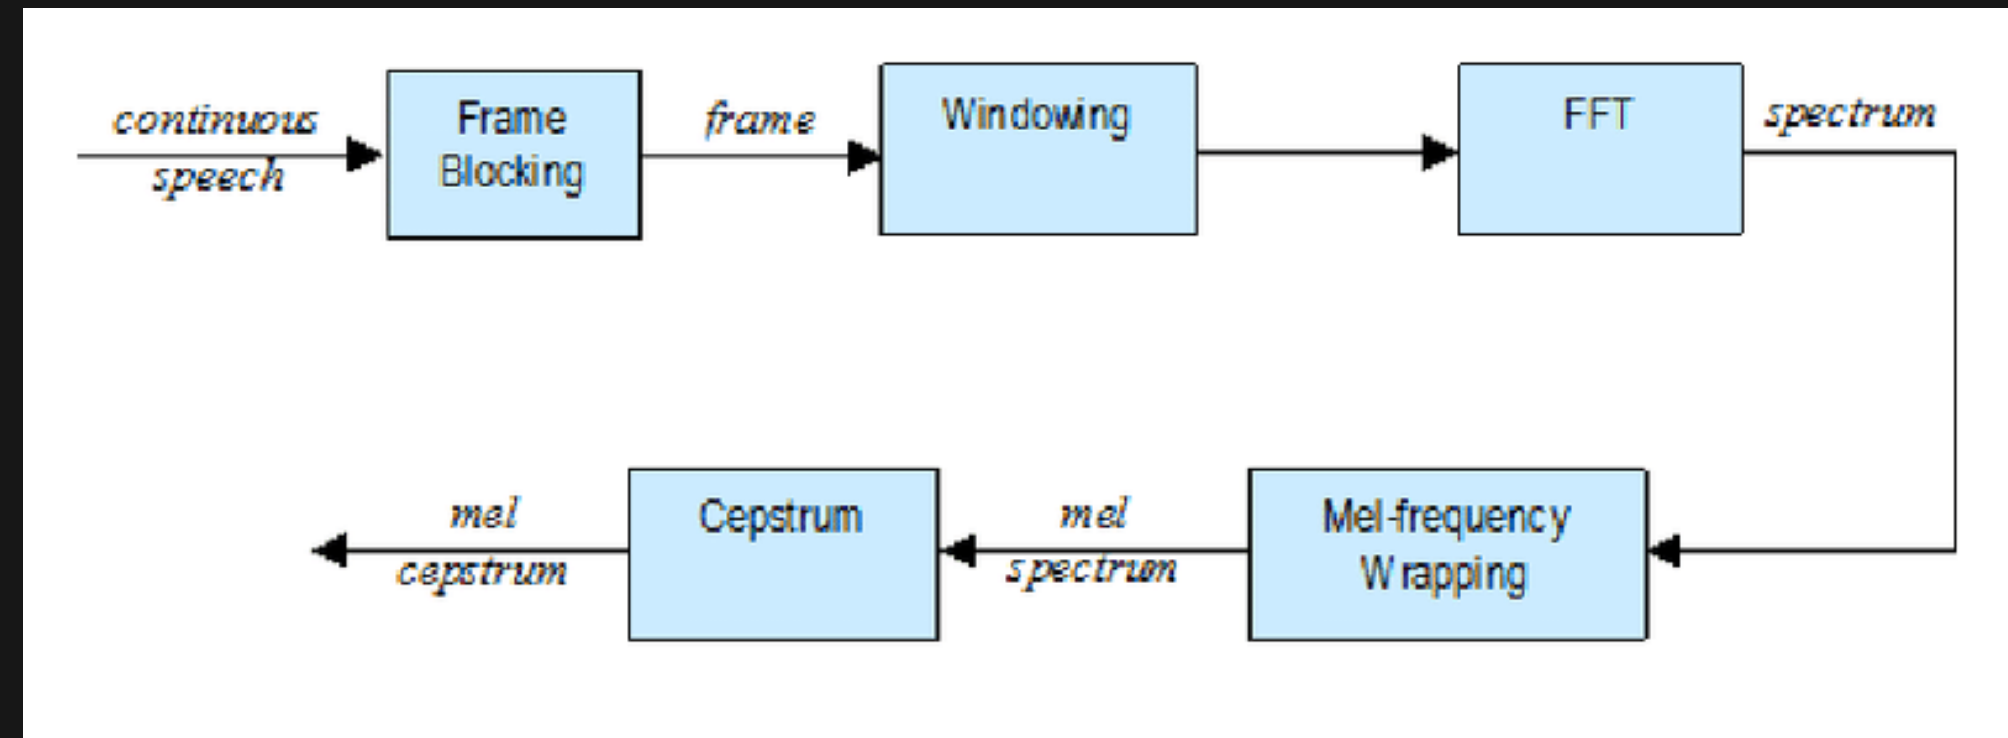 continuous
speech
Frame
Blocking
frame
Windowing
FFT
spectrum
Mel-frequency
Wrapping
mel
spectrum
Cepstrum
mel
cepstrum